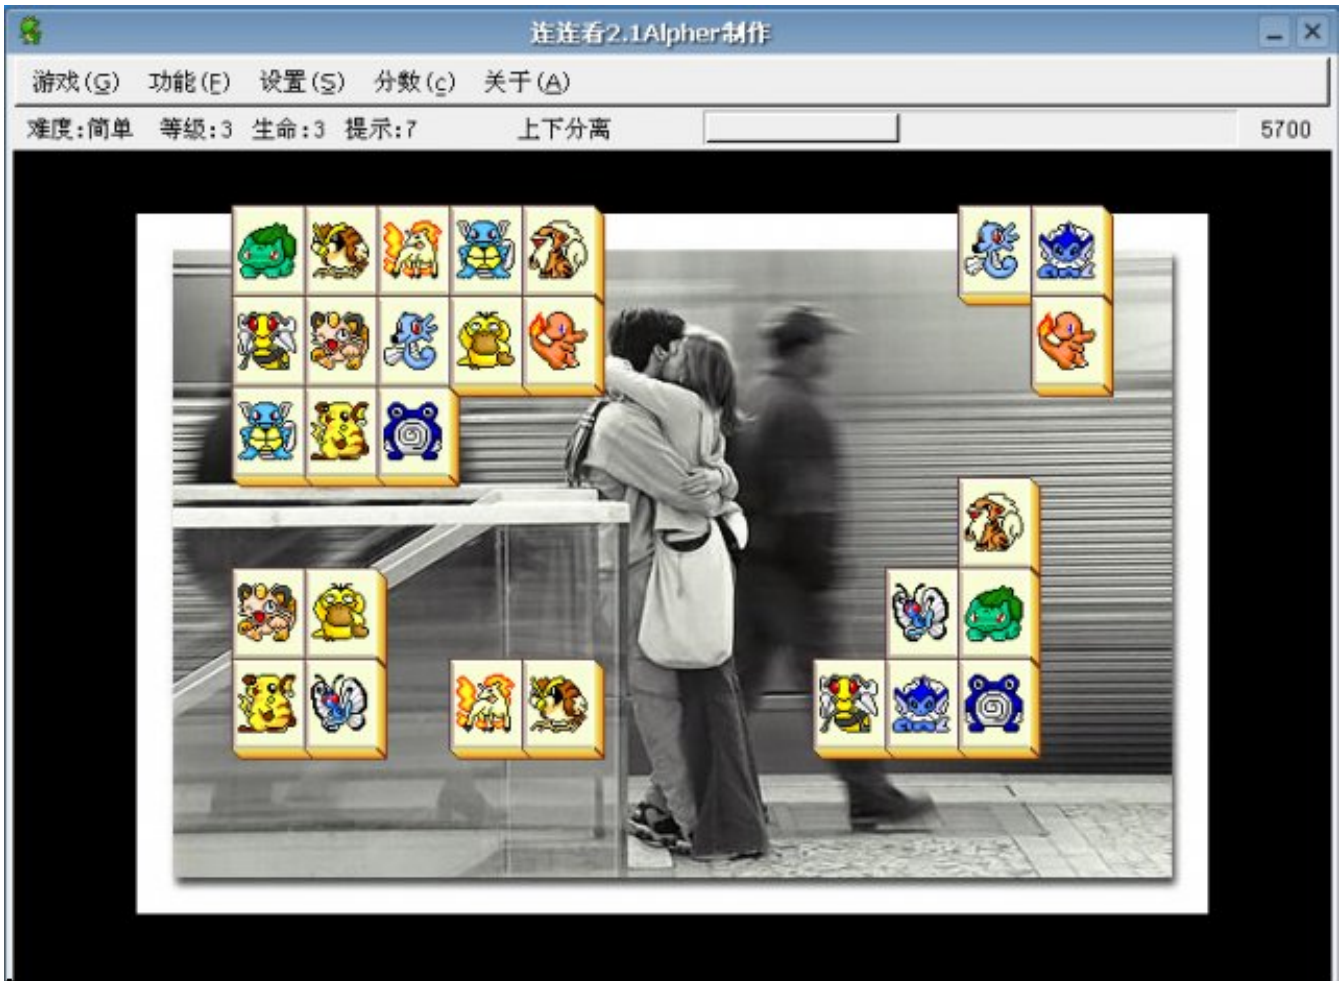 连连看2.1Alpher制作
游戏(G) 功能(F) 设置(S) 分数(c) 关于(A)
难度:简单 等级:3 生命:3 提示:7 上下分离 5700